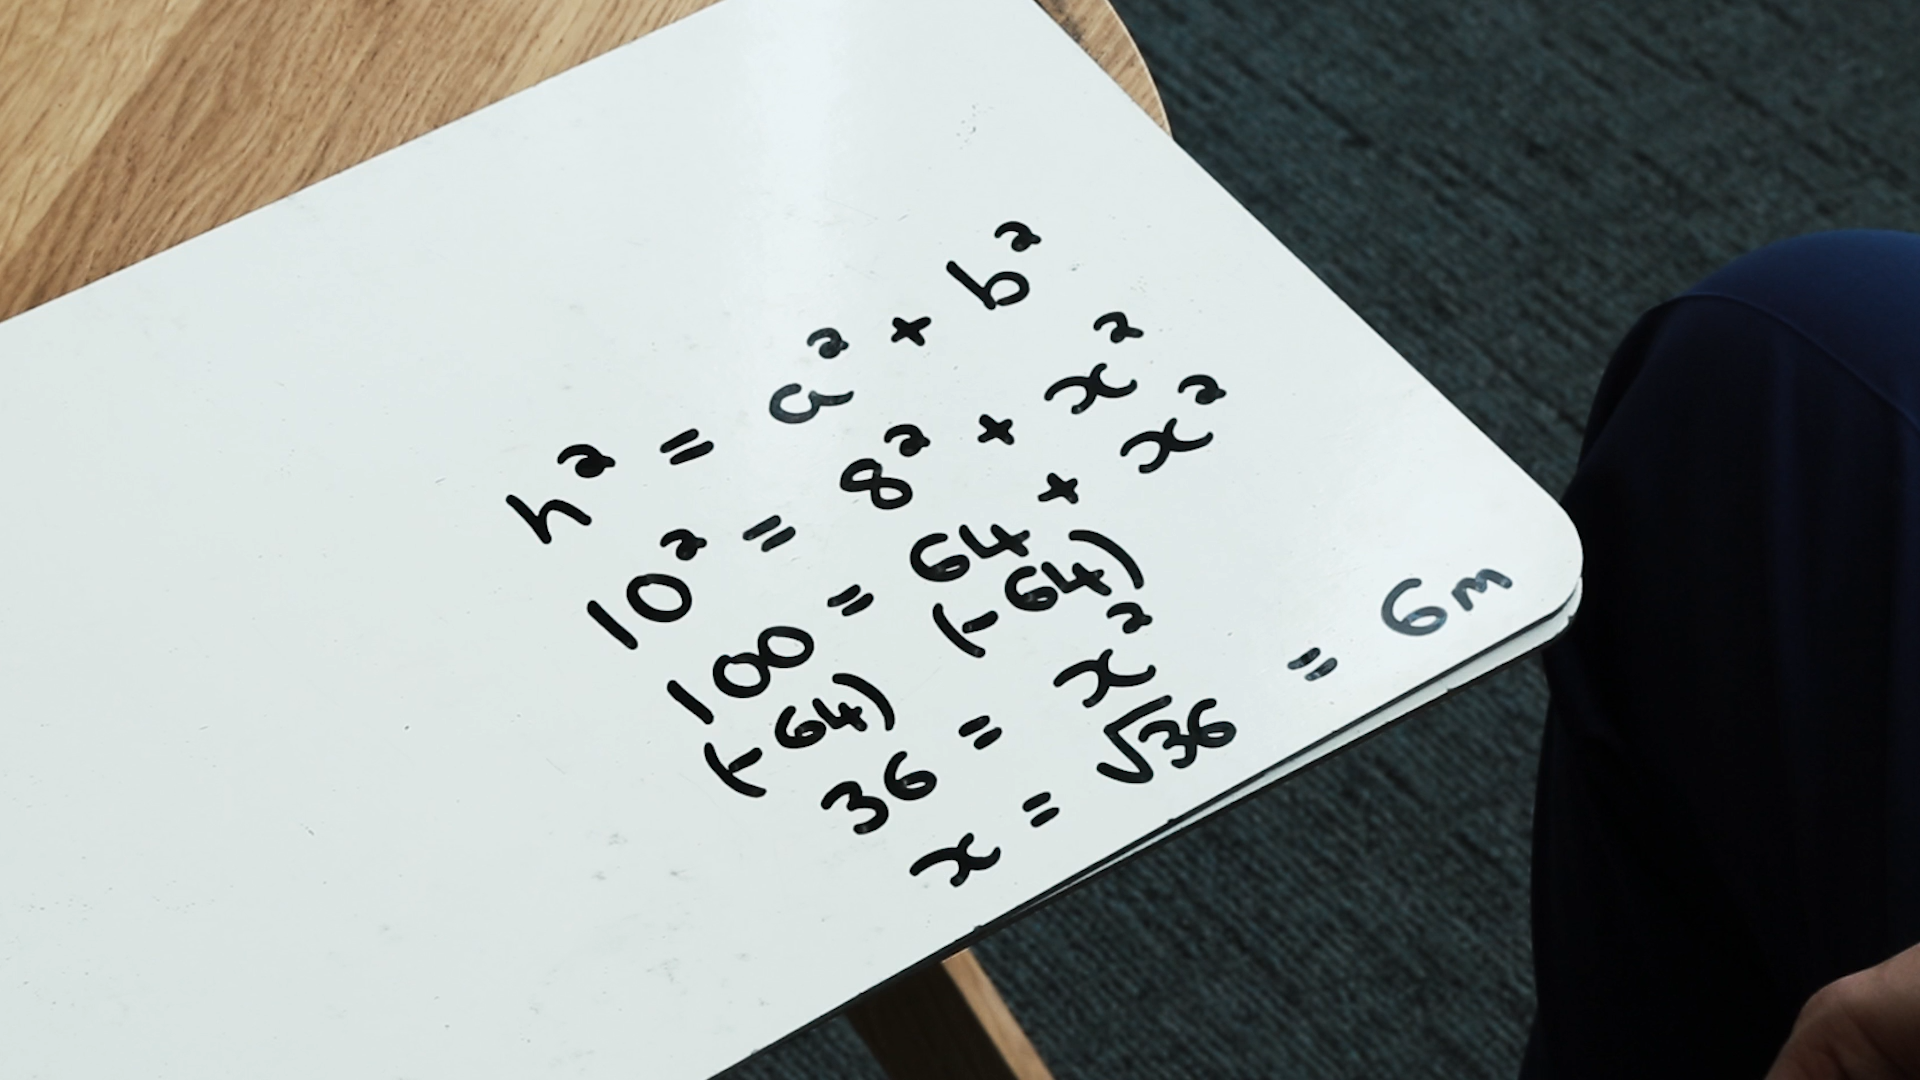 h² = a² + b²
10² = 8² + x²
100 = 64 + x²
(-64) (-64)
36 = x²
x = √36 = 6m